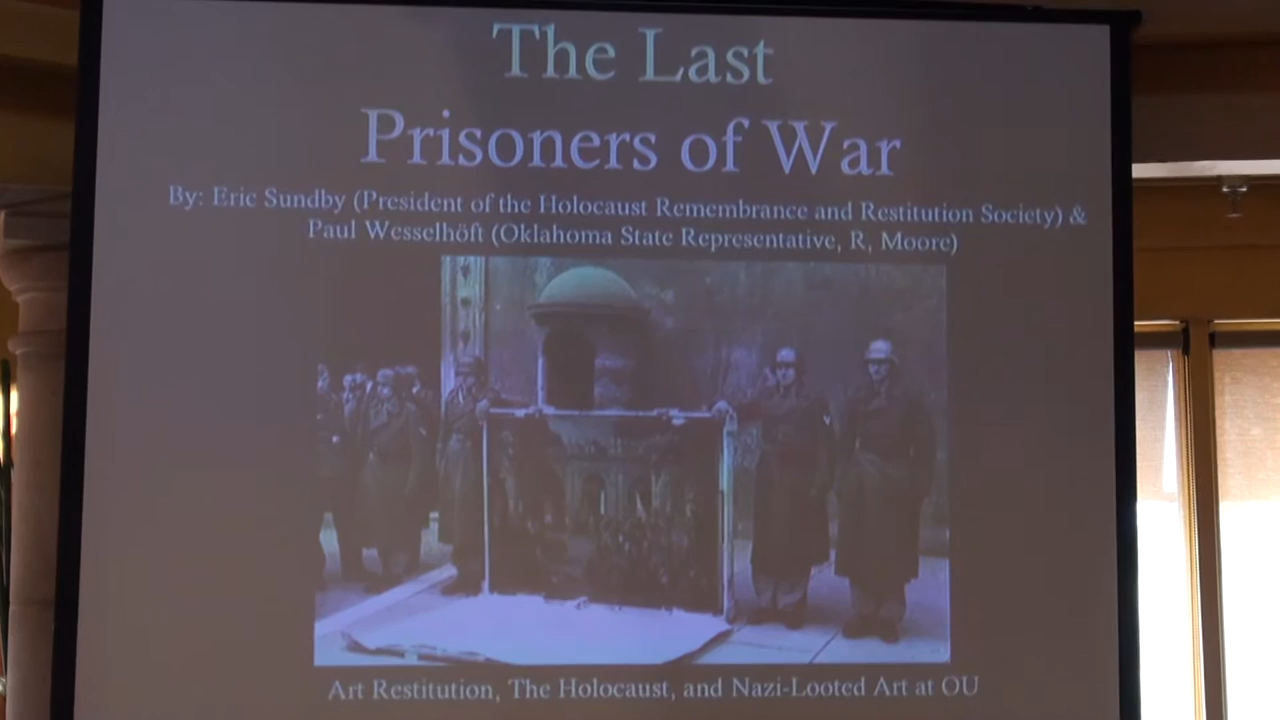 The Last
Prisoners of War
By: Eric Sundby (President of the Holocaust Remembrance and Restitution Society) &
Paul Wesselhöft (Oklahoma State Representative, R, Moore)
Art Restitution, The Holocaust, and Nazi-Looted Art at OU